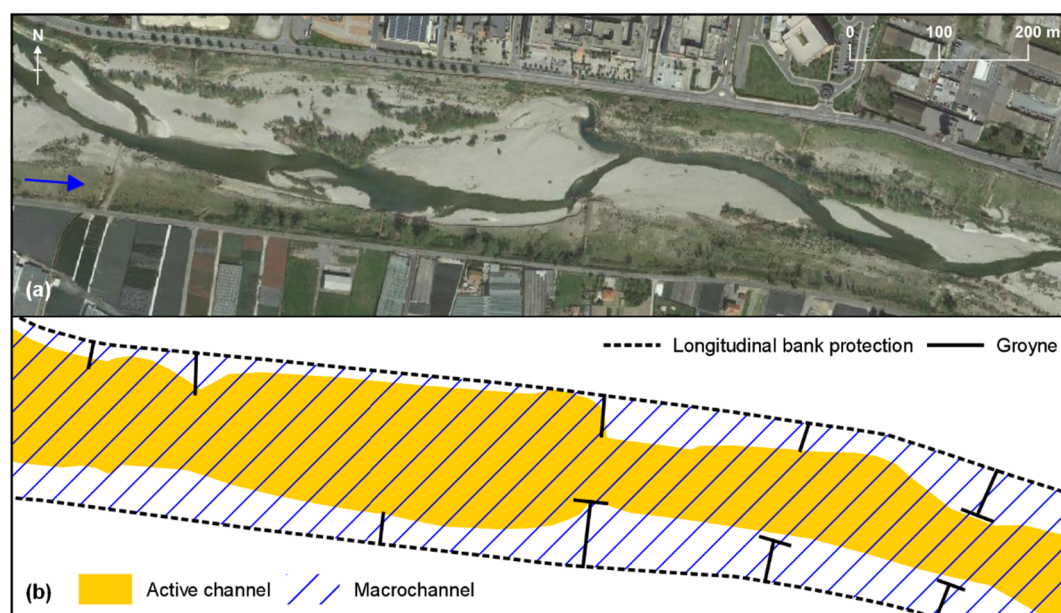 N
0 100 200 m
(a)
Longitudinal bank protection
Groyne
(b)
Active channel
Macrochannel